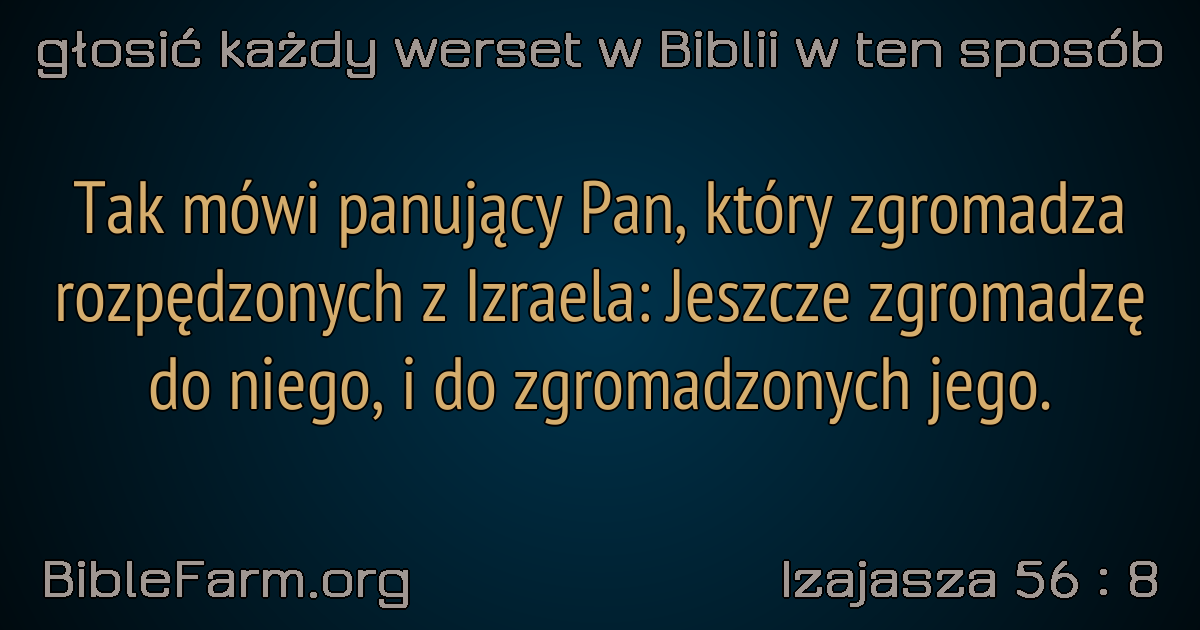 głosić każdy werset w Biblii w ten sposób
Tak mówi panujący Pan, który zgromadza
rozpędzonych z Izraela: Jeszcze zgromadzę
do niego, i do zgromadzonych jego.
BibleFarm.org
Izajasza 56 : 8